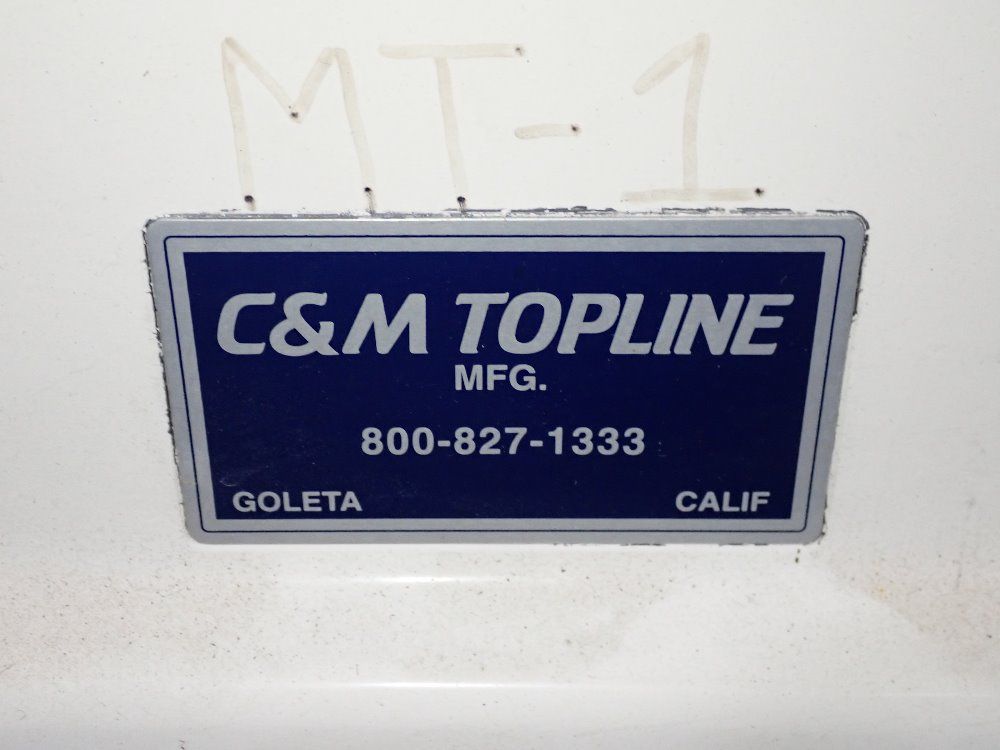 MT-1
C&M TOPLINE
MFG.
800-827-1333
GOLETA CALIF